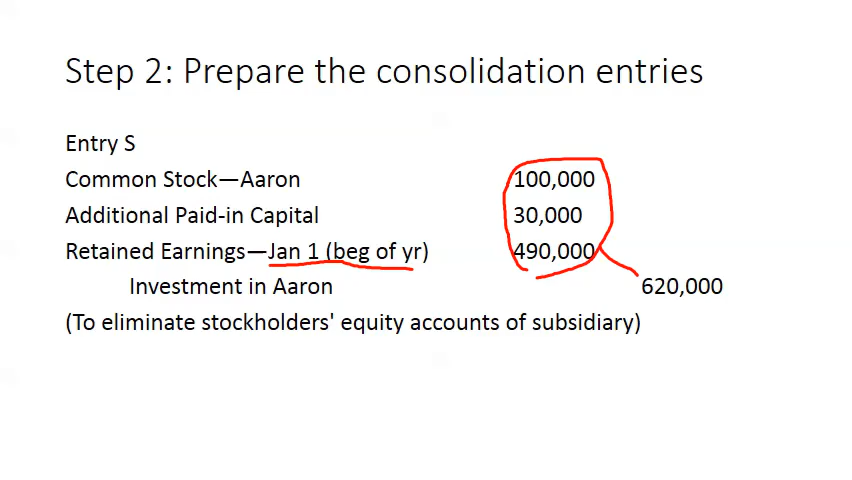 Step 2: Prepare the consolidation entries
Entry S
Common Stock—Aaron 100,000
Additional Paid-in Capital 30,000
Retained Earnings—Jan 1 (beg of yr) 490,000
Investment in Aaron 620,000
(To eliminate stockholders' equity accounts of subsidiary)